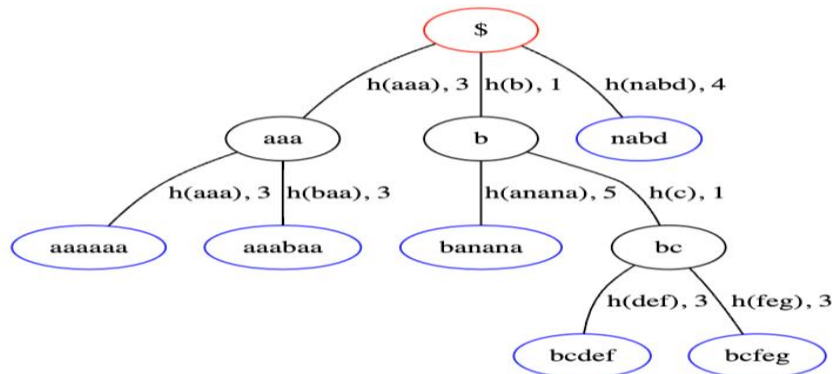 $
h(aaa), 3 h(b), 1 h(nabd), 4
aaa b nabd
h(aaa), 3 h(baa), 3 h(anana), 5 h(c), 1
aaaaaa aaabaa banana bc
h(def), 3 h(feg), 3
bcdef bcfeg